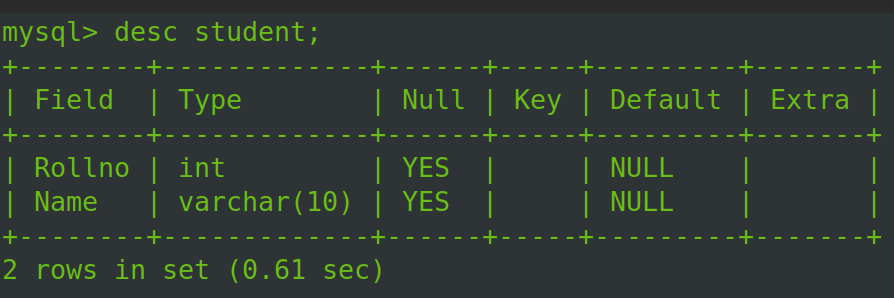 mysql> desc student;
+--------+-------------+------+-----+---------+-------+
| Field  | Type        | Null | Key | Default | Extra |
+--------+-------------+------+-----+---------+-------+
| Rollno | int         | YES  |     | NULL    |       |
| Name   | varchar(10) | YES  |     | NULL    |       |
+--------+-------------+------+-----+---------+-------+
2 rows in set (0.61 sec)